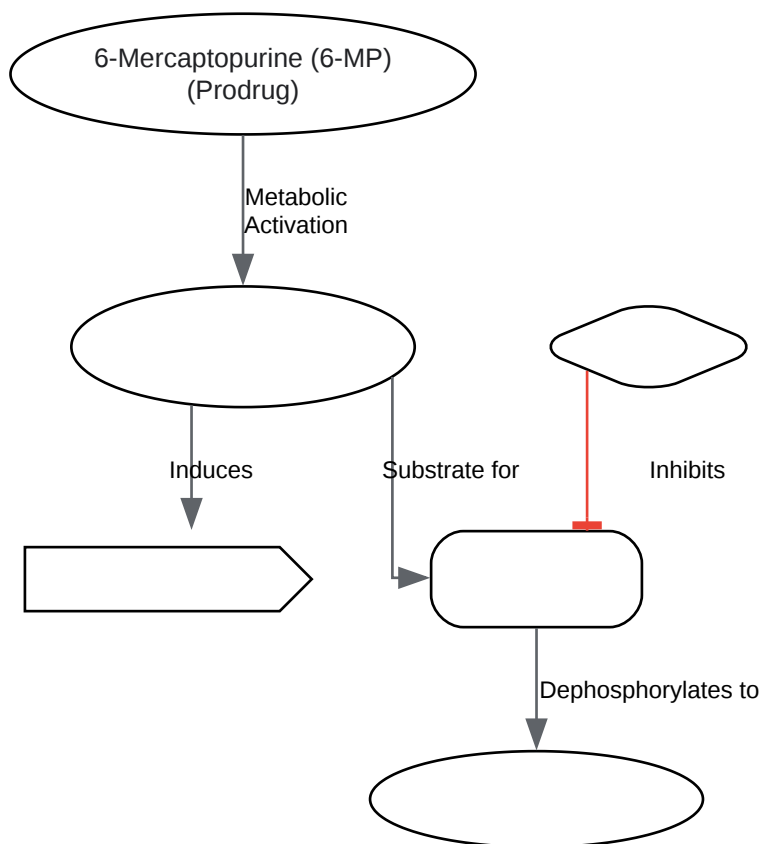 6-Mercaptopurine (6-MP)
(Prodrug)
Metabolic
Activation
Induces
Substrate for
Inhibits
Dephosphorylates to